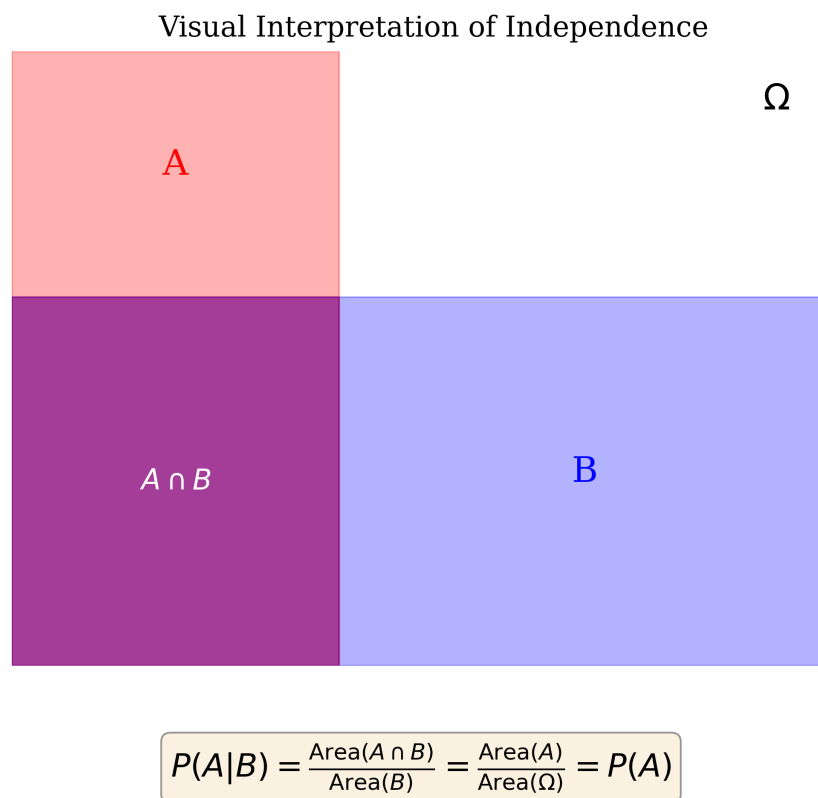 Visual Interpretation of Independence
Ω
A
A ∩ B
B
P(A|B) = Area(A ∩ B)/Area(B) = Area(A)/Area(Ω) = P(A)